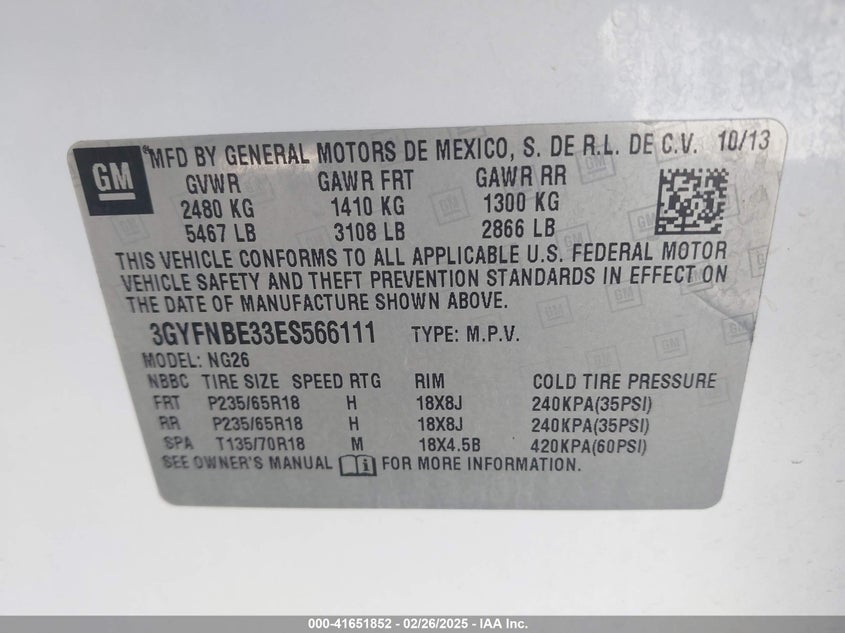 GM MFD BY GENERAL MOTORS DE MEXICO, S. DE R.L. DE C.V. 10/13
GVWR GAWR FRT GAWR RR
2480 KG 1410 KG 1300 KG
5467 LB 3108 LB 2866 LB
THIS VEHICLE CONFORMS TO ALL APPLICABLE U.S. FEDERAL MOTOR
VEHICLE SAFETY AND THEFT PREVENTION STANDARDS IN EFFECT ON
THE DATE OF MANUFACTURE SHOWN ABOVE.
3GYFNBE33ES566111 TYPE: M.P.V.
MODEL: NG26
NBBC TIRE SIZE SPEED RTG RIM COLD TIRE PRESSURE
FRT P235/65R18 H 18X8J 240KPA(35PSI)
RR P235/65R18 H 18X8J 240KPA(35PSI)
SPA T135/70R18 M 18X4.5B 420KPA(60PSI)
SEE OWNER'S MANUAL FOR MORE INFORMATION.
000-41651852 - 02/26/2025 - IAA Inc.